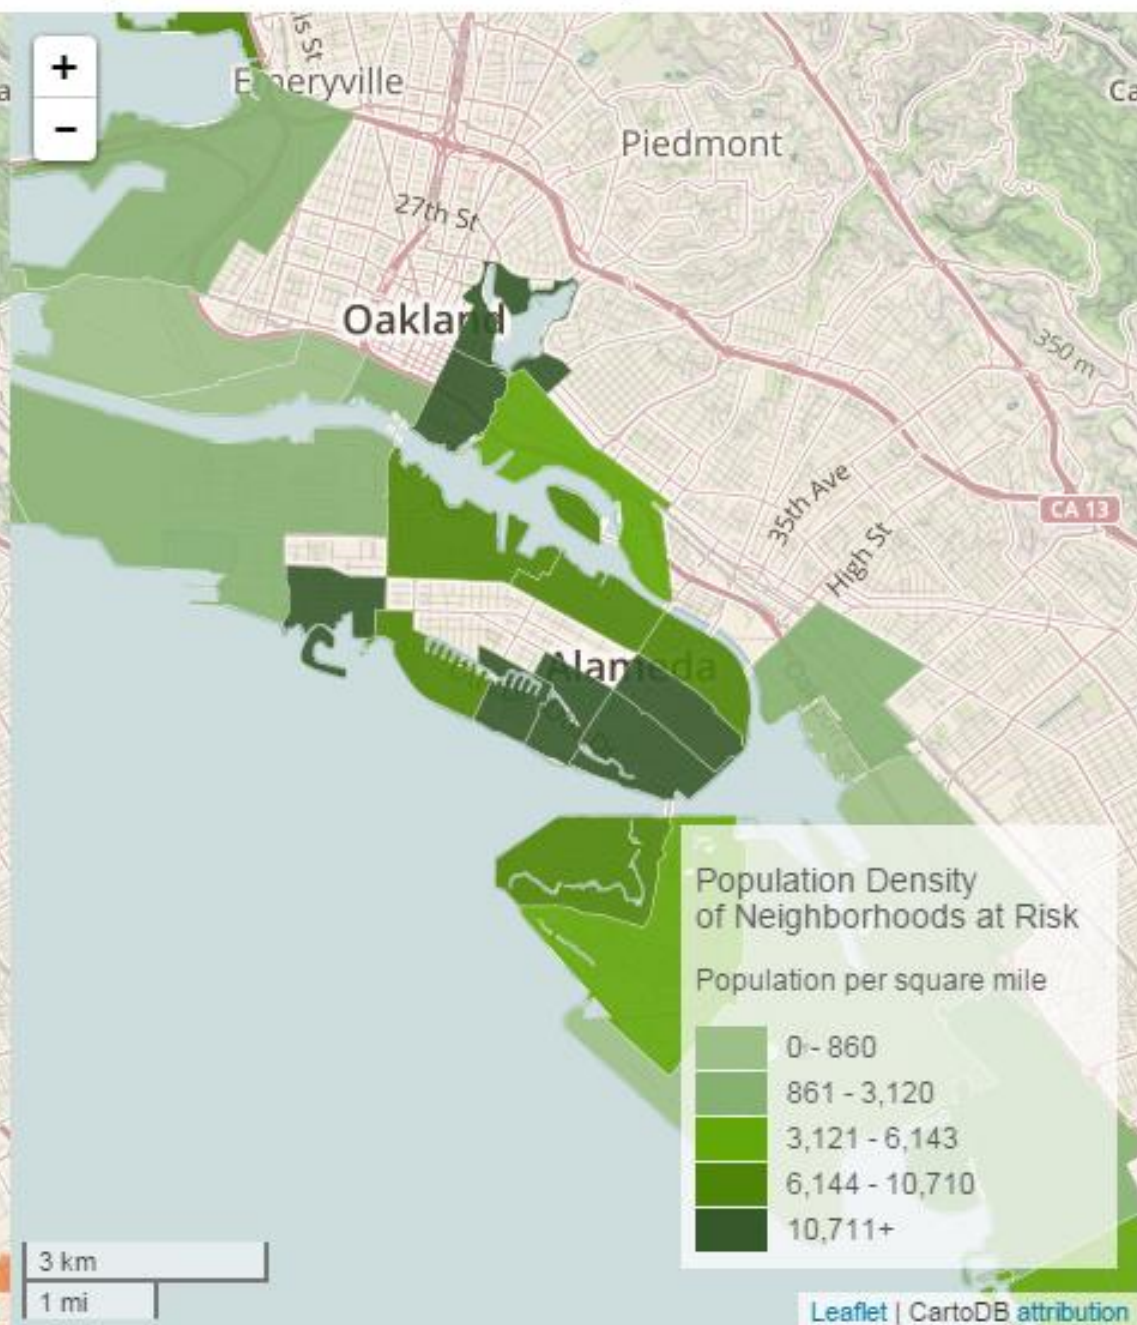 +
−
Emeryville
Piedmont
27th St
Oakland
350 m
35th Ave
CA 13
High St
Alameda
Population Density
of Neighborhoods at Risk
Population per square mile
0 - 860
861 - 3,120
3,121 - 6,143
6,144 - 10,710
10,711+
3 km
1 mi
Leaflet | CartoDB attribution